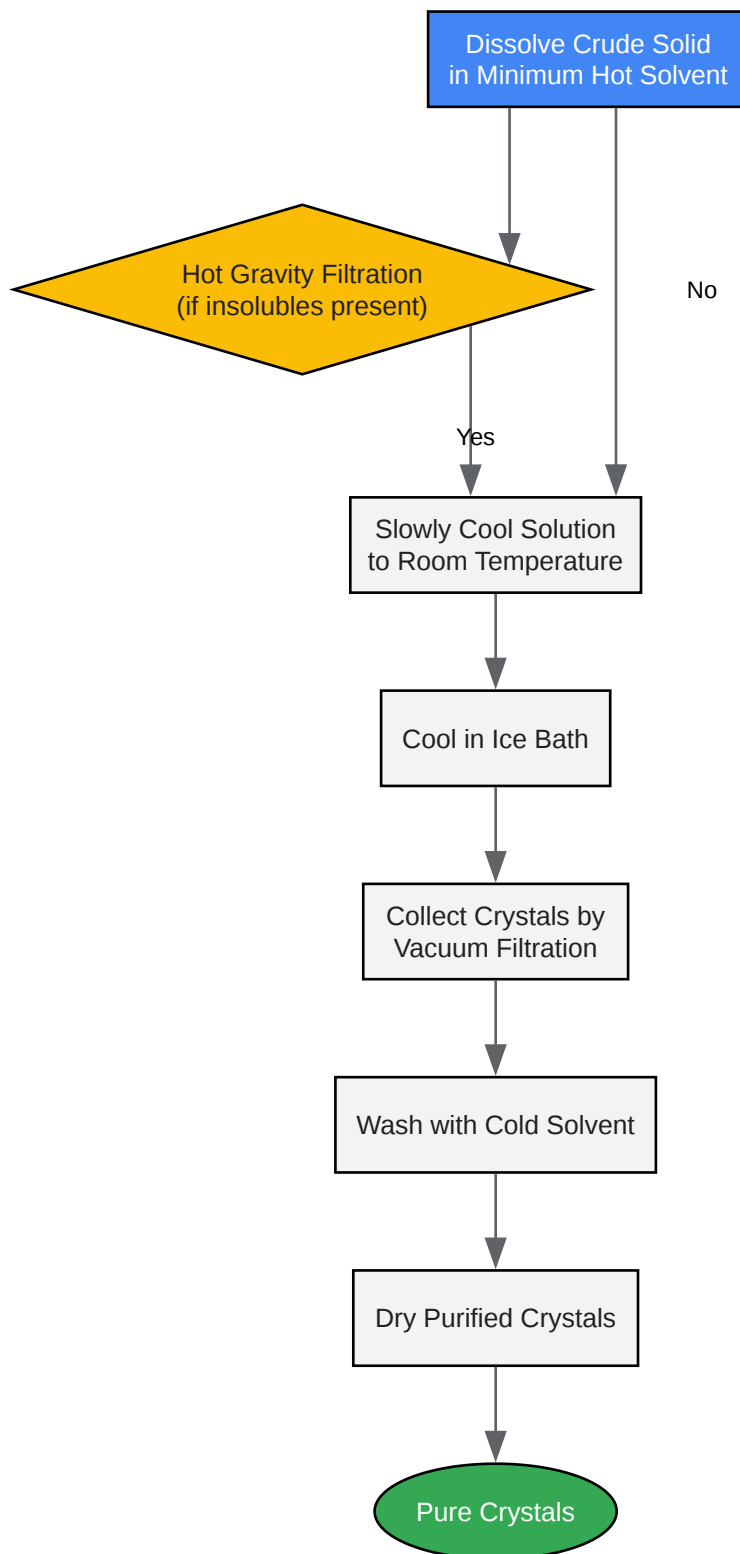 Dissolve Crude Solid
in Minimum Hot Solvent
Hot Gravity Filtration
(if insolubles present)
No
Yes
Slowly Cool Solution
to Room Temperature
Cool in Ice Bath
Collect Crystals by
Vacuum Filtration
Wash with Cold Solvent
Dry Purified Crystals
Pure Crystals